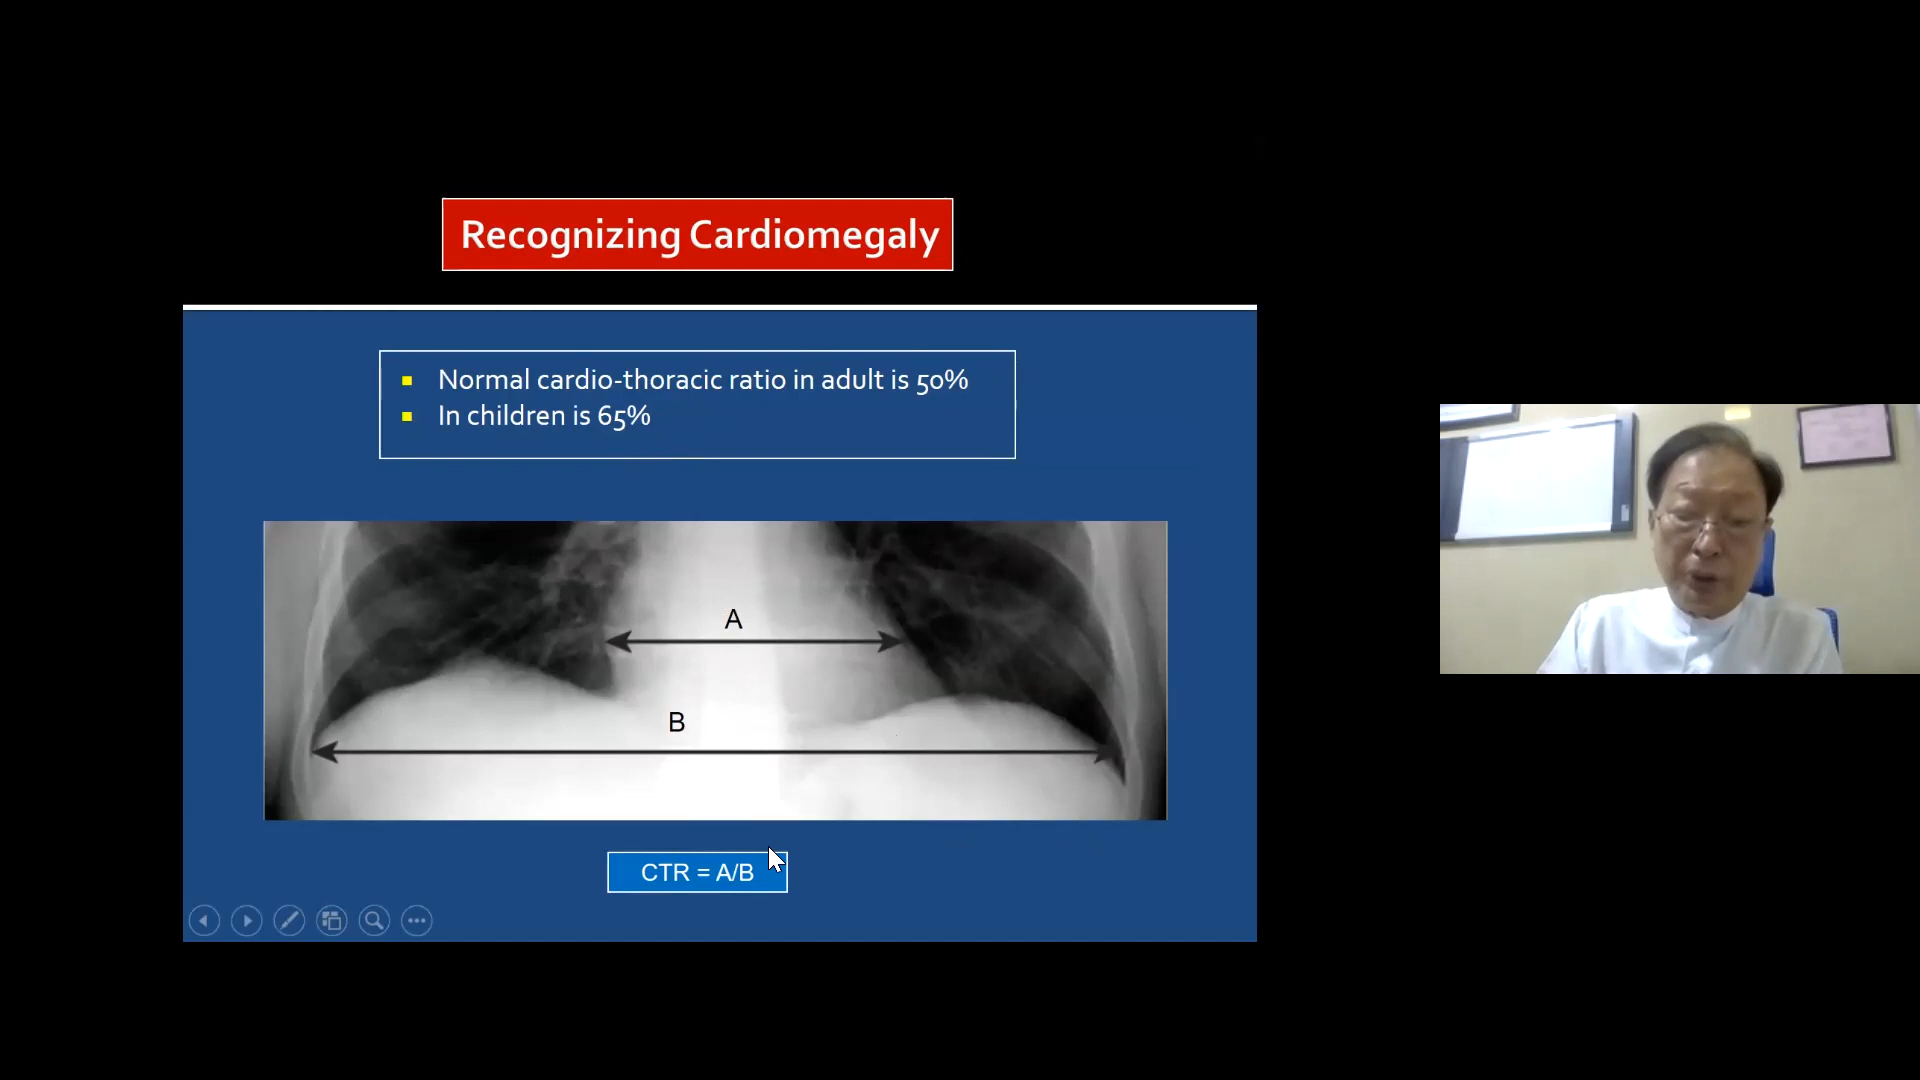 Recognizing Cardiomegaly
Normal cardio-thoracic ratio in adult is 50%
In children is 65%
A
B
CTR = A/B